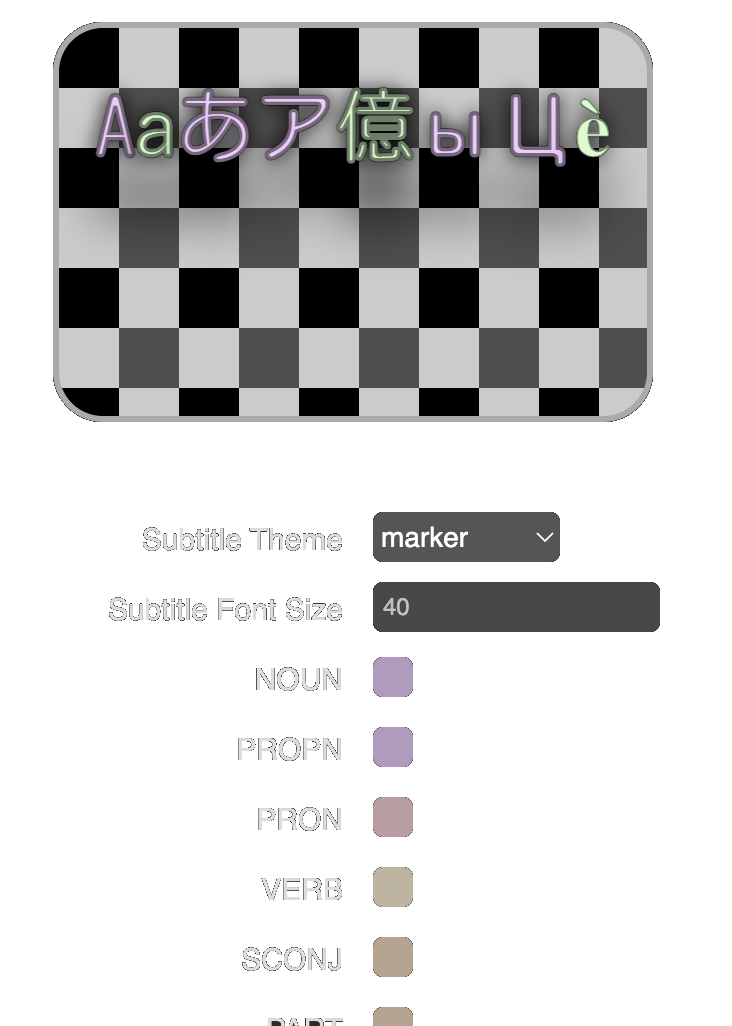 Aaあア億ы Цè
Subtitle Theme marker
Subtitle Font Size 40
NOUN
PROPN
PRON
VERB
SCONJ
PART